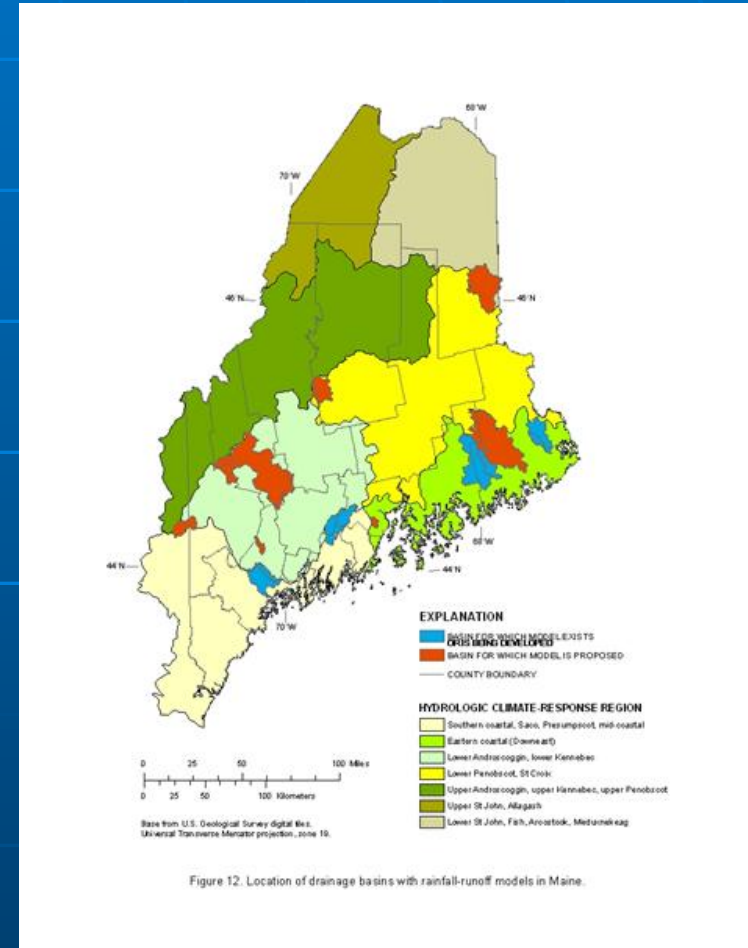 68°W
70°W
46°N
46°N
44°N
68°W
44°N
70°W
EXPLANATION
BASIN FOR WHICH MODEL EXISTS
OR IS BEING DEVELOPED
BASIN FOR WHICH MODEL IS PROPOSED
COUNTY BOUNDARY
HYDROLOGIC CLIMATE-RESPONSE REGION
Southern coastal, Saco, Presumpscot, mid-coastal
Eastern coastal (Downeast)
Lower Androscoggin, lower Kennebec
Lower Penobscot, St Croix
Upper Androscoggin, upper Kennebec, upper Penobscot
Upper St John, Allagash
Lower St John, Fish, Aroostook, Meduxnekeag
0 50 100 Miles
0 25 50 100 Kilometers
Base from U.S. Geological Survey digital files.
Universal Transverse Mercator projection, zone 19.
Figure 12. Location of drainage basins with rainfall-runoff models in Maine.